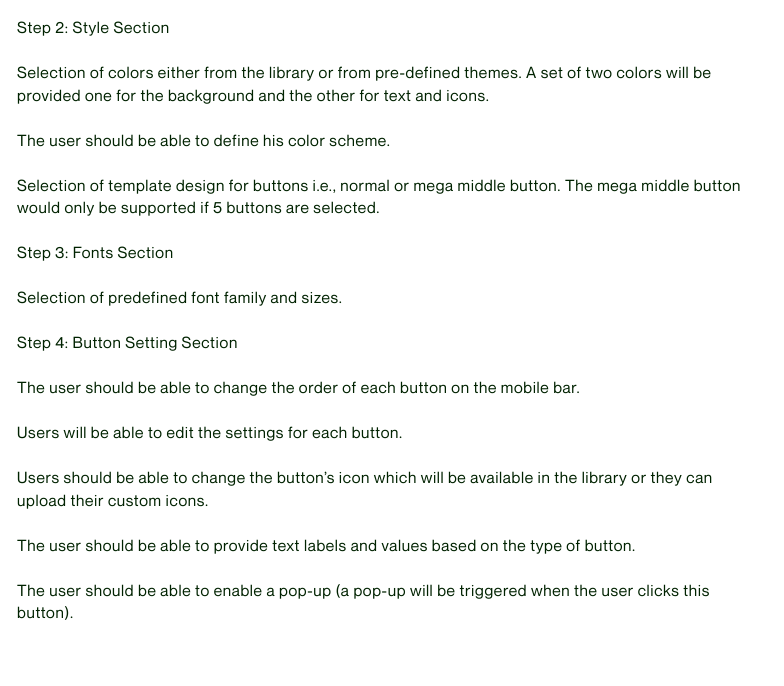 Step 2: Style Section
Selection of colors either from the library or from pre-defined themes. A set of two colors will be
provided one for the background and the other for text and icons.
The user should be able to define his color scheme.
Selection of template design for buttons i.e., normal or mega middle button. The mega middle button
would only be supported if 5 buttons are selected.
Step 3: Fonts Section
Selection of predefined font family and sizes.
Step 4: Button Setting Section
The user should be able to change the order of each button on the mobile bar.
Users will be able to edit the settings for each button.
Users should be able to change the button’s icon which will be available in the library or they can
upload their custom icons.
The user should be able to provide text labels and values based on the type of button.
The user should be able to enable a pop-up (a pop-up will be triggered when the user clicks this
button).